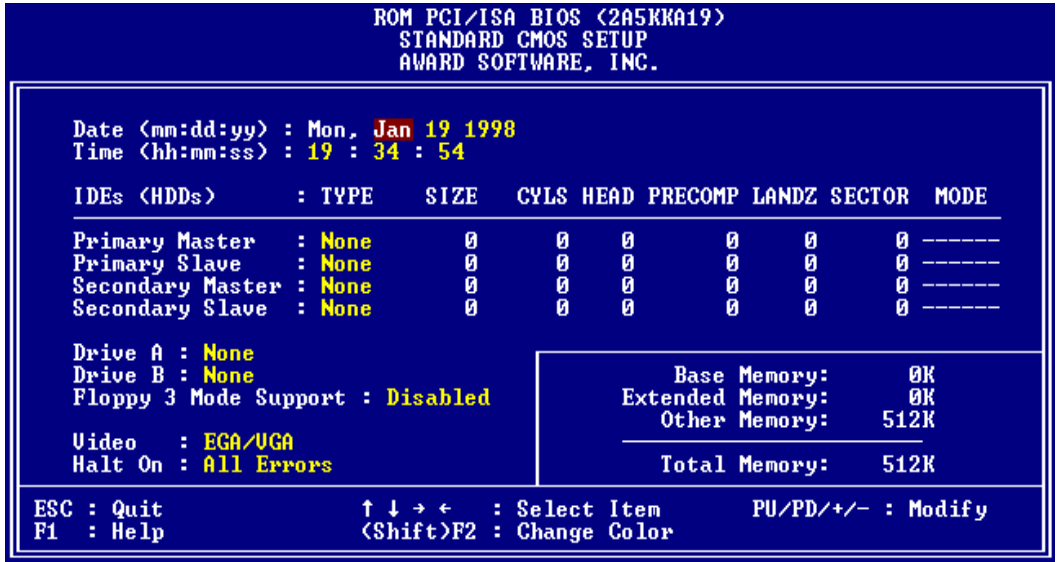 ROM PCI/ISA BIOS (2A5KKA19)
STANDARD CMOS SETUP
AWARD SOFTWARE, INC.
Date (mm:dd:yy) : Mon, Jan 19 1998
Time (hh:mm:ss) : 19 : 34 : 54
IDEs (HDDs) : TYPE SIZE CYLS HEAD PRECOMP LANDZ SECTOR MODE
Primary Master : None 0 0 0 0 0 0 ------
Primary Slave : None 0 0 0 0 0 0 ------
Secondary Master : None 0 0 0 0 0 0 ------
Secondary Slave : None 0 0 0 0 0 0 ------
Drive A : None
Drive B : None
Floppy 3 Mode Support : Disabled
Video : EGA/VGA
Halt On : All Errors
Base Memory: 0K
Extended Memory: 0K
Other Memory: 512K
Total Memory: 512K
ESC : Quit ↑ ↓ → ← : Select Item PU/PD/+/- : Modify
F1 : Help (Shift)F2 : Change Color